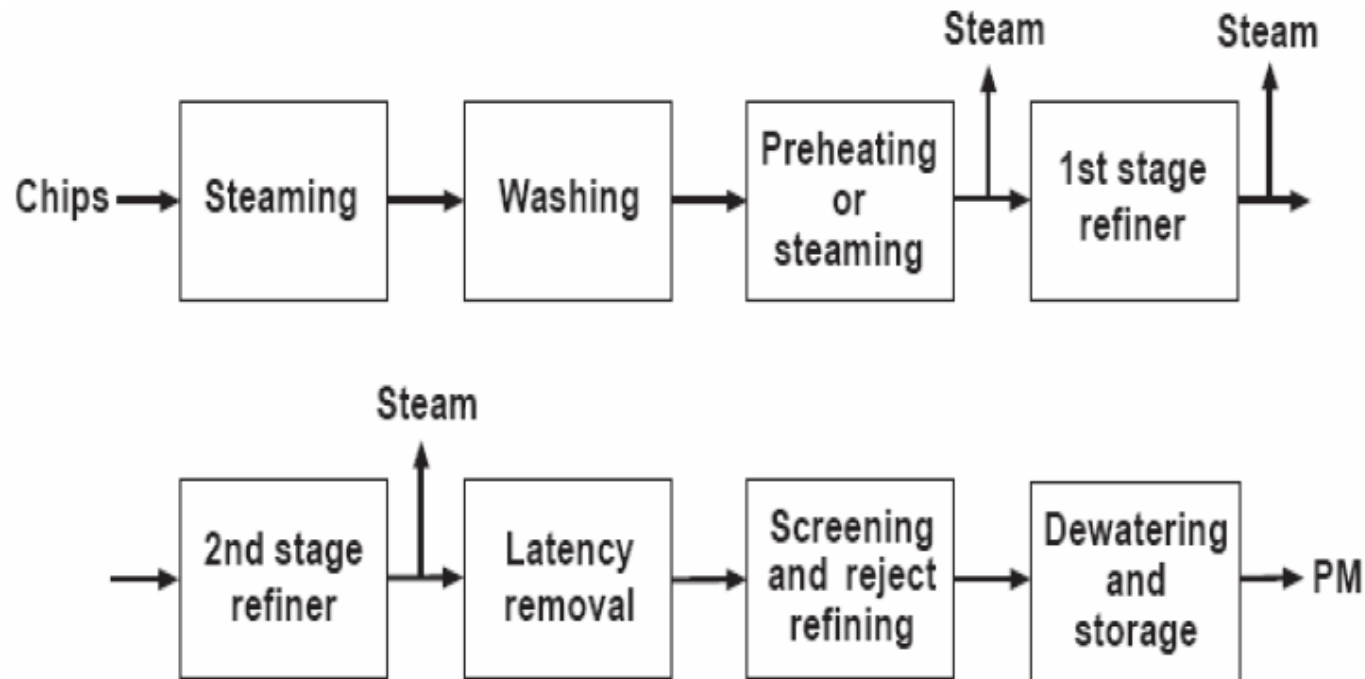 Steam
Steam
Chips
Steaming
Washing
Preheating
or
steaming
1st stage
refiner
Steam
2nd stage
refiner
Latency
removal
Screening
and reject
refining
Dewatering
and
storage
PM